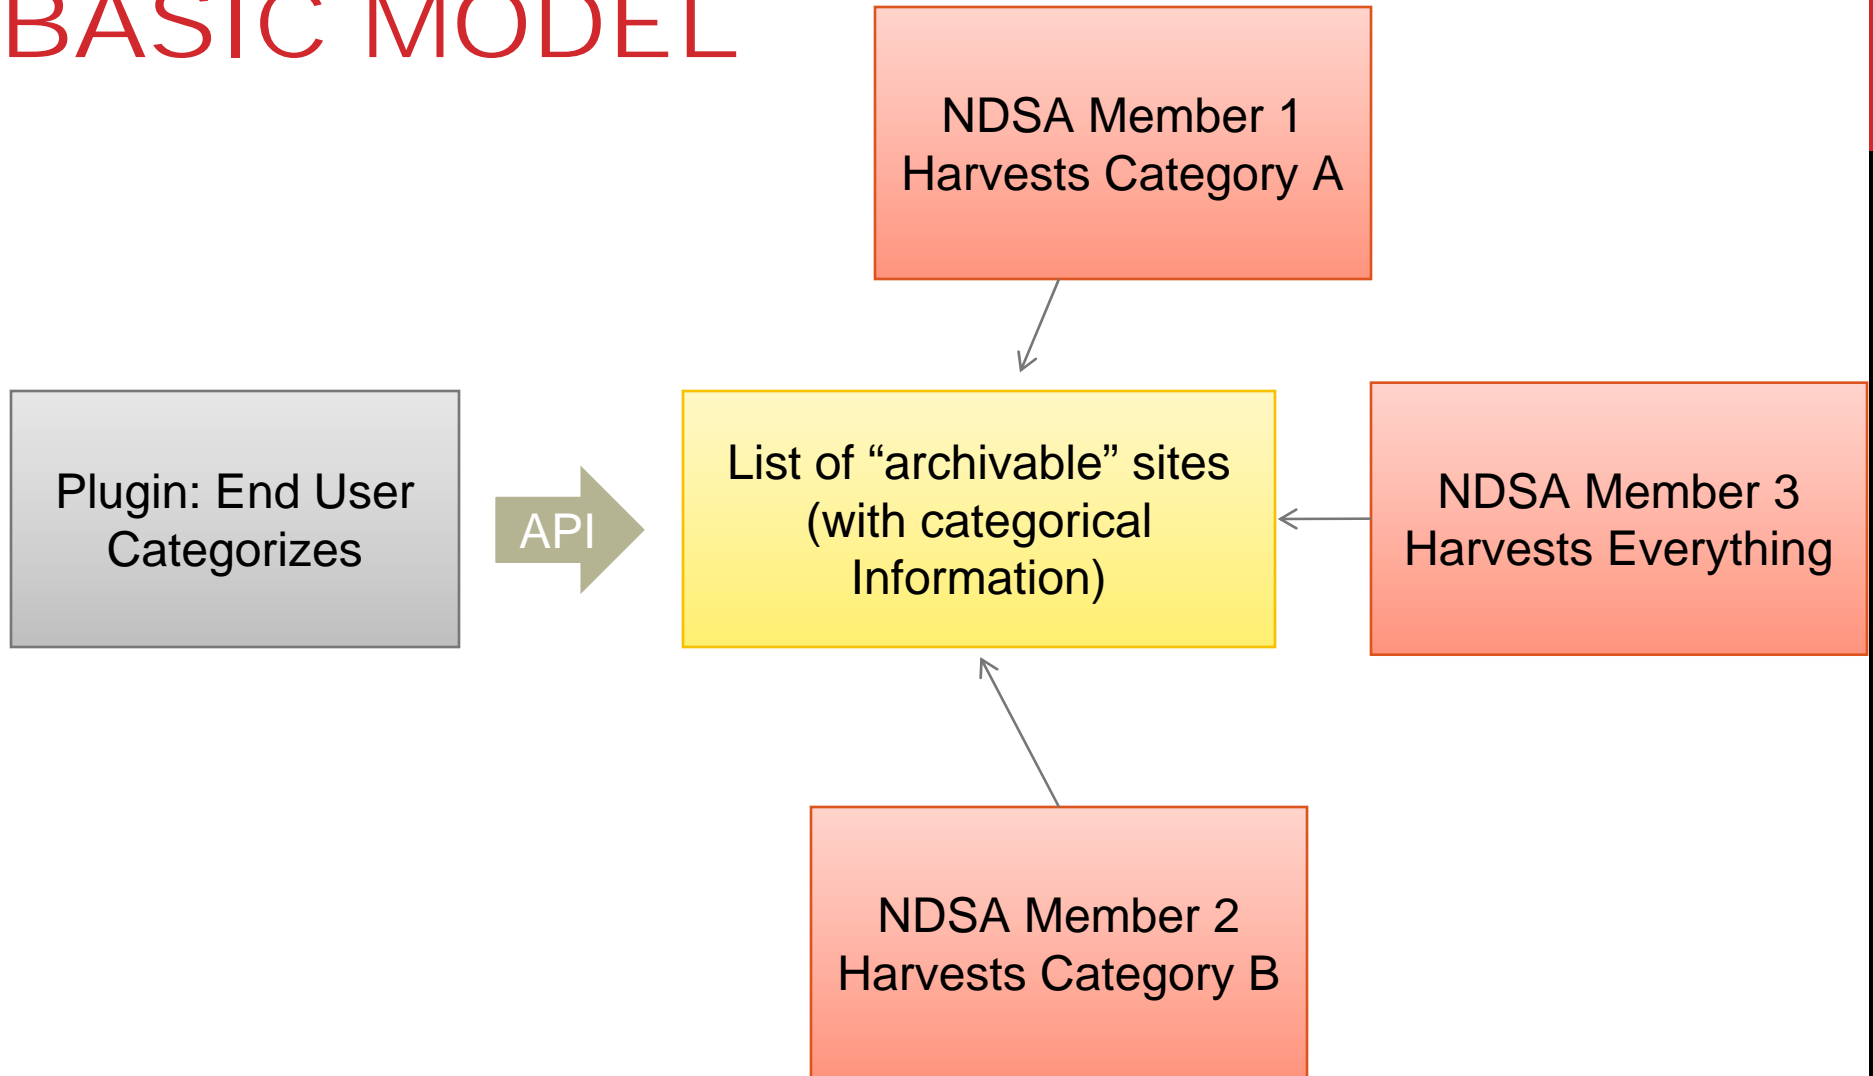 BASIC MODEL
NDSA Member 1
Harvests Category A
Plugin: End User
Categorizes
API
List of “archivable” sites
(with categorical
Information)
NDSA Member 3
Harvests Everything
NDSA Member 2
Harvests Category B